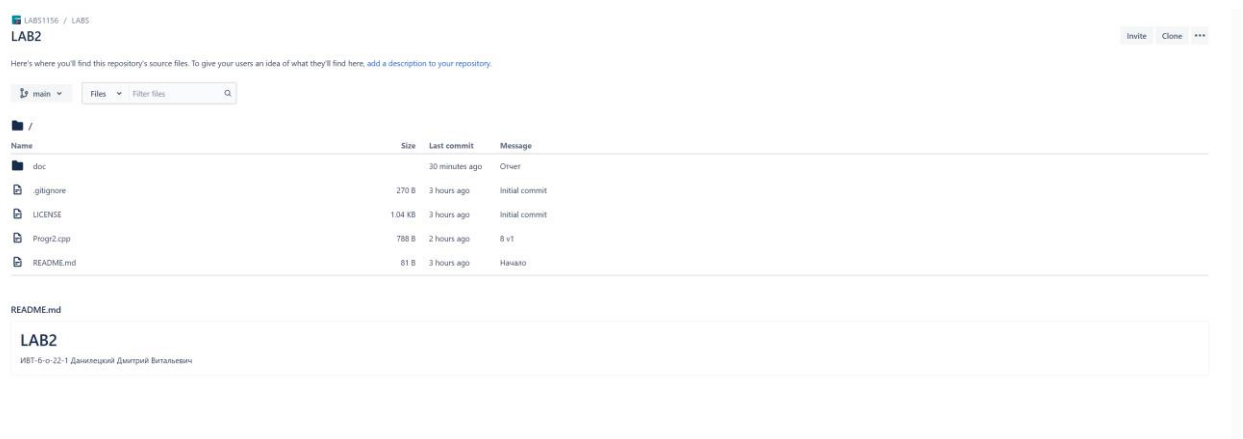 LABS1156 / LABS
LAB2
Invite Clone
Here's where you'll find this repository's source files. To give your users an idea of what they'll find here, add a description to your repository.
main Files Filter files
/
Name Size Last commit Message
doc 30 minutes ago Отчет
.gitignore 270 B 3 hours ago Initial commit
LICENSE 1.04 KB 3 hours ago Initial commit
Progr2.cpp 788 B 2 hours ago 8 v1
README.md 81 B 3 hours ago Начало
README.md
LAB2
ИВТ-б-о-22-1 Данилецкий Дмитрий Витальевич